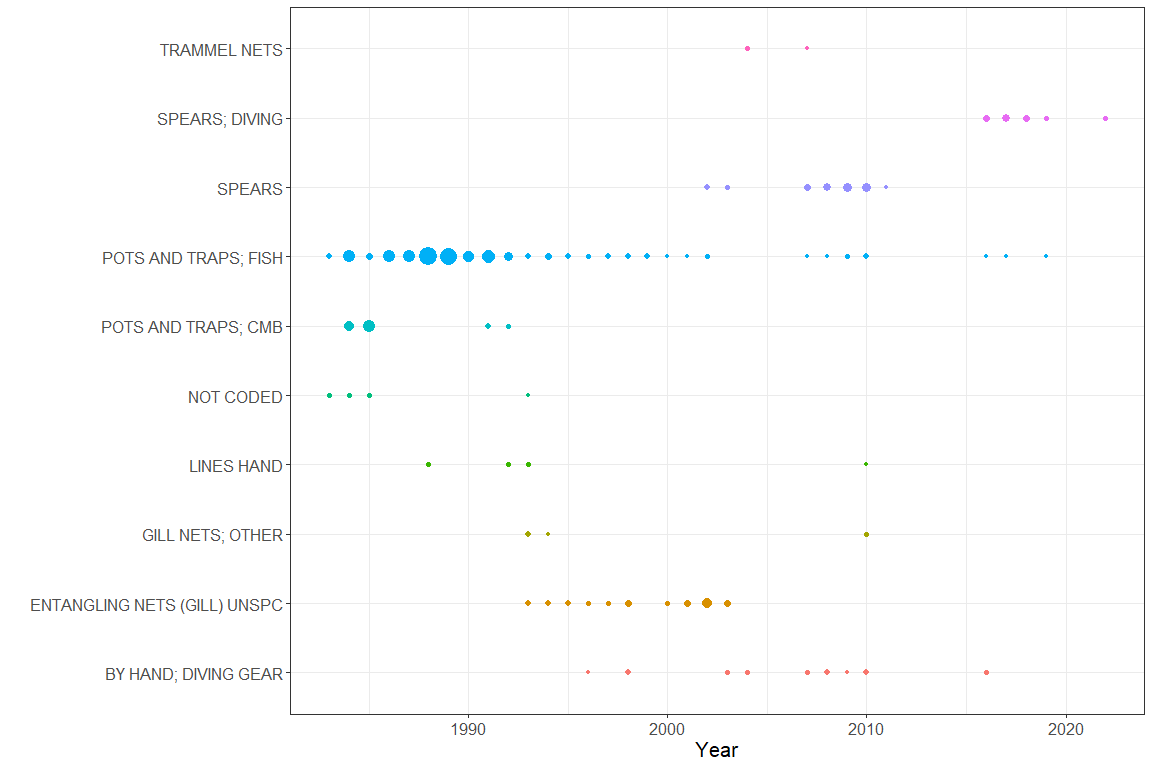 TRAMMEL NETS
SPEARS; DIVING
SPEARS
POTS AND TRAPS; FISH
POTS AND TRAPS; CMB
NOT CODED
LINES HAND
GILL NETS; OTHER
ENTANGLING NETS (GILL) UNSPC
BY HAND; DIVING GEAR
1990 2000 2010 2020
Year